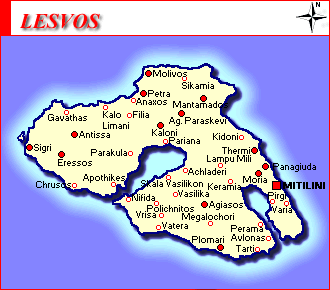 LESVOS
N
Molivos
Sikamia
Petra
Anaxos
Mantamados
Gavathas
Kalo
Limani
Filia
Ag. Paraskevi
Antissa
Kaloni
Kidonio
Pariana
Sigri
Parakula
Thermi
Eressos
Lampu Mili
Achladeri
Panagiuda
Moria
Chrusos
Apothikes
Skala Vasilikon
Keramia
MITILINI
Vasilika
Nifida
Pirgi
Polichnitos
Agiasos
Varia
Vrisa
Megalochori
Vatera
Perama
Plomari
Avlonas
Tarti